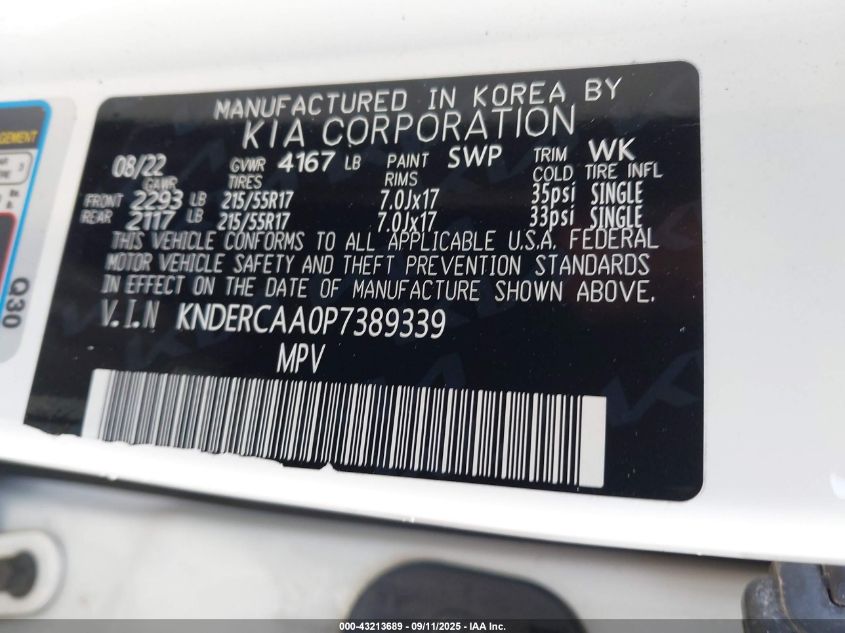 MANUFACTURED IN KOREA BY
KIA CORPORATION
08/22 GVWR 4167 LB PAINT SWP TRIM WK
GAWR TIRES RIMS COLD TIRE INFL
FRONT 2293 LB 215/55R17 7.0Jx17 35psi SINGLE
REAR 2117 LB 215/55R17 7.0Jx17 33psi SINGLE
THIS VEHICLE CONFORMS TO ALL APPLICABLE U.S.A. FEDERAL
MOTOR VEHICLE SAFETY AND THEFT PREVENTION STANDARDS
IN EFFECT ON THE DATE OF MANUFACTURE SHOWN ABOVE.
V.I.N KNDERCAA0P7389339
MPV
Q30
000-43213689 - 09/11/2025 - IAA Inc.